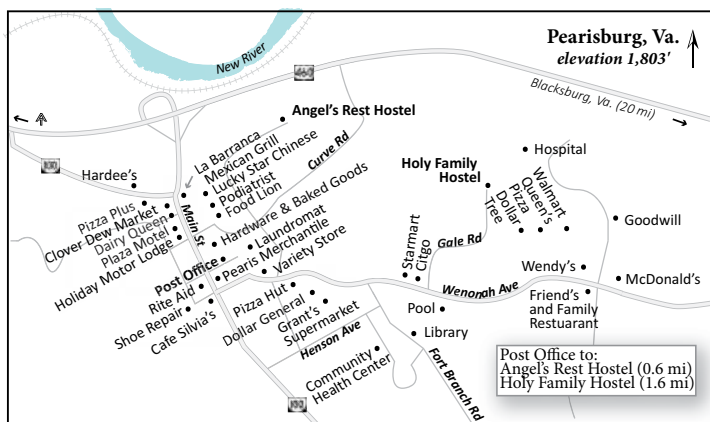 Pearisburg, Va.
elevation 1,803'
New River
460
Blacksburg, Va. (20 mi)
Angel's Rest Hostel
La Barranca
Mexican Grill
Lucky Star Chinese
Podiatrist
Food Lion
Curve Rd
Hospital
Holy Family
Hostel
100
Hardee's
Walmart
Queen's
Pizza
Dollar
Tree
Goodwill
Pizza Plus
Clover Dew Market
Dairy Queen
Plaza Motel
Holiday Motor Lodge
Main St
Hardware & Baked Goods
Laundromat
Pearis Merchantile
Variety Store
Starmart
Citgo
Gale Rd
Post Office
Rite Aid
Shoe Repair
Cafe Silvia's
Pizza Hut
Dollar General
Grant's
Supermarket
Wenonah Ave
Wendy's
McDonald's
Friend's
and Family
Restuarant
Pool
Library
Henson Ave
Community
Health Center
Fort Branch Rd
100
Post Office to:
Angel's Rest Hostel (0.6 mi)
Holy Family Hostel (1.6 mi)